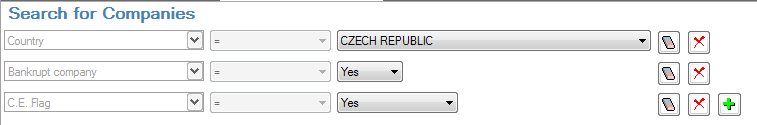 Search for Companies
Country = CZECH REPUBLIC
Bankrupt company = Yes
C.E. Flag = Yes